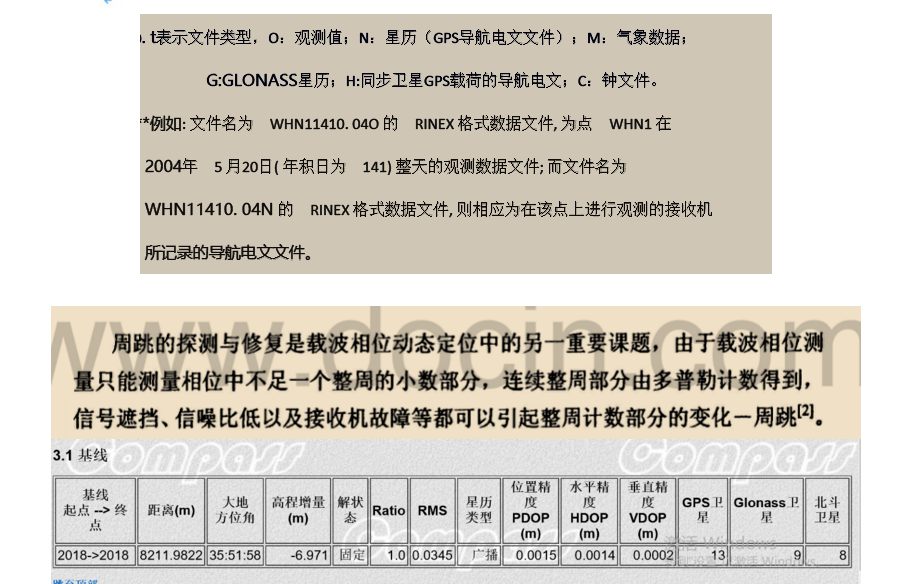 . t表示文件类型，O：观测值；N：星历（GPS导航电文文件）；M：气象数据；
G:GLONASS星历；H:同步卫星GPS载荷的导航电文；C：钟文件。
**例如: 文件名为 WHN11410. 04O 的 RINEX 格式数据文件, 为点 WHN1 在
2004年 5 月20日( 年积日为 141) 整天的观测数据文件; 而文件名为
WHN11410. 04N 的 RINEX 格式数据文件, 则相应为在该点上进行观测的接收机
所记录的导航电文文件。
www.docin.com
周跳的探测与修复是载波相位动态定位中的另一重要课题，由于载波相位测
量只能测量相位中不足一个整周的小数部分，连续整周部分由多普勒计数得到，
信号遮挡、信噪比低以及接收机故障等都可以引起整周计数部分的变化－周跳[2]。
Compass Compass
3.1 基线
基线 起点 --> 终点 距离(m) 大地方位角 高程增量(m) 解状态 Ratio RMS 星历类型 位置精度 PDOP (m) 水平精度 HDOP (m) 垂直精度 VDOP (m) GPS卫星 Glonass卫星 北斗卫星
2018->2018 8211.9822 35:51:58 -6.971 固定 1.0 0.0345 广播 0.0015 0.0014 0.0002 13 9 8
激活 Windows